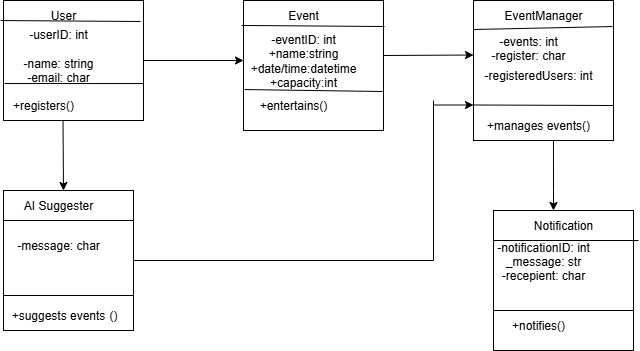 User
-userID: int
-name: string
-email: char
+registers()
Event
-eventID: int
+name:string
+date/time:datetime
+capacity:int
+entertains()
EventManager
-events: int
-register: char
-registeredUsers: int
+manages events()
AI Suggester
-message: char
+suggests events ()
Notification
-notificationID: int
_message: str
-recepient: char
+notifies()